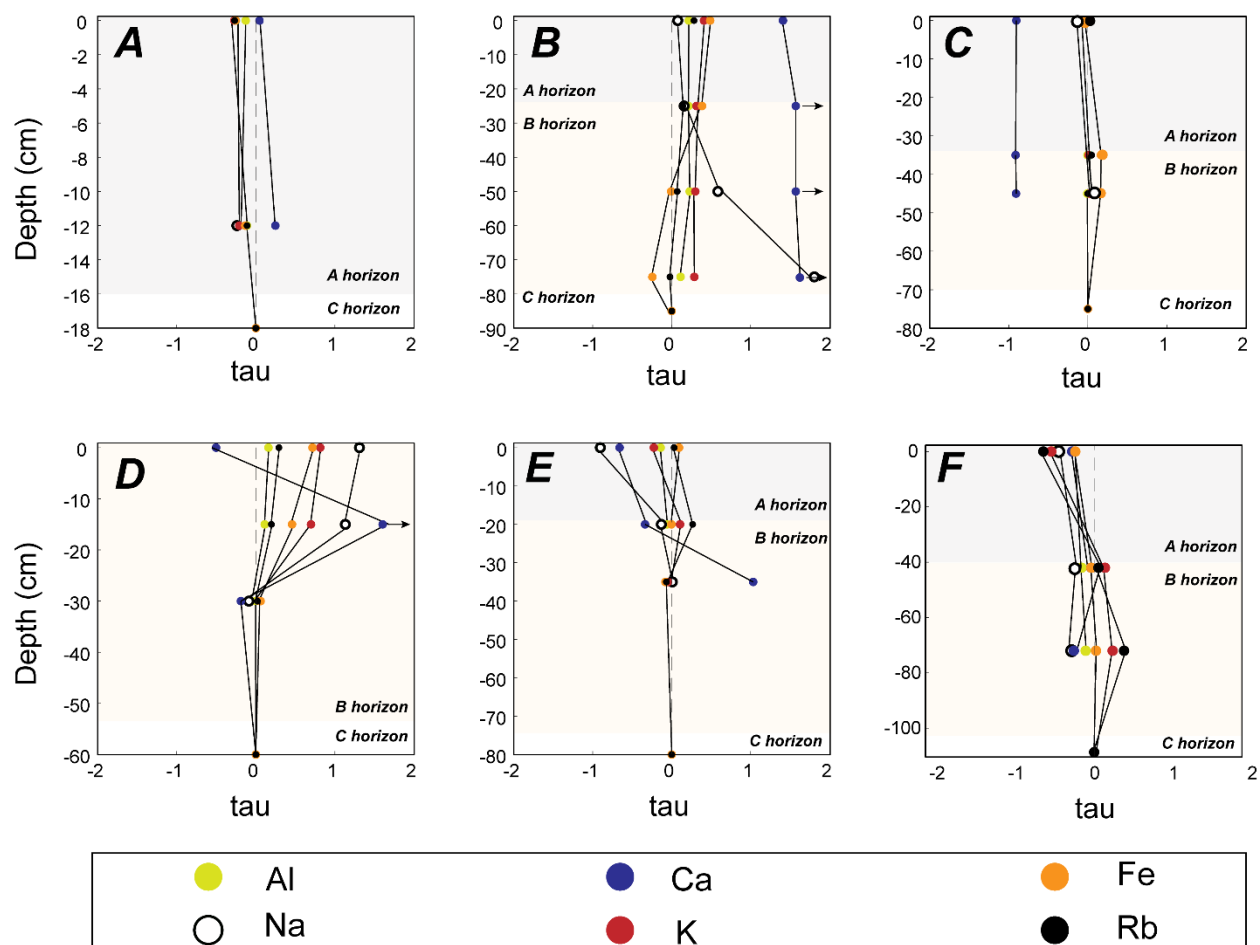 A
B
C
0
-2
-4
-6
-8
-10
-12
-14
-16
-18
A horizon
C horizon
-2
-1
0
1
2
tau
Depth (cm)
0
-10
-20
-30
-40
-50
-60
-70
-80
-90
A horizon
B horizon
C horizon
-2
-1
0
1
2
tau
0
-10
-20
-30
-40
-50
-60
-70
-80
A horizon
B horizon
C horizon
-2
-1
0
1
2
tau
D
E
F
0
-10
-20
-30
-40
-50
-60
B horizon
C horizon
-2
-1
0
1
2
tau
Depth (cm)
0
-10
-20
-30
-40
-50
-60
-70
-80
A horizon
B horizon
C horizon
-2
-1
0
1
2
tau
0
-20
-40
-60
-80
-100
A horizon
B horizon
C horizon
-2
-1
0
1
2
tau
Al
Ca
Fe
Na
K
Rb